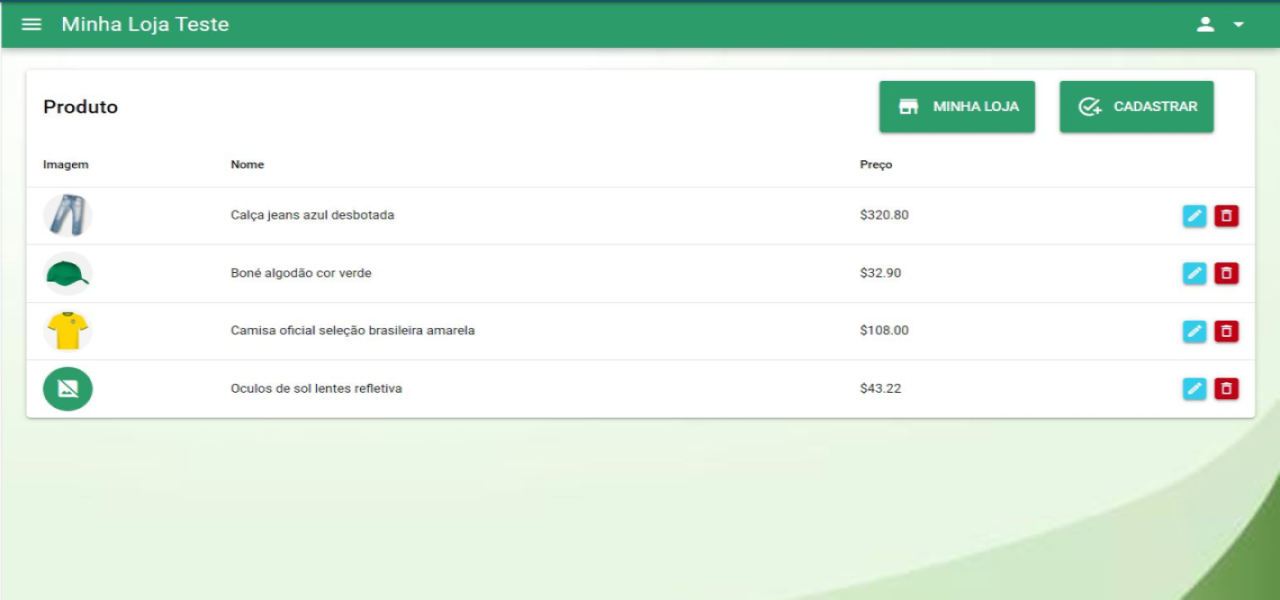 Minha Loja Teste
Produto
MINHA LOJA
CADASTRAR
Imagem Nome Preço
Calça jeans azul desbotada $320.80
Boné algodão cor verde $32.90
Camisa oficial seleção brasileira amarela $108.00
Oculos de sol lentes refletiva $43.22